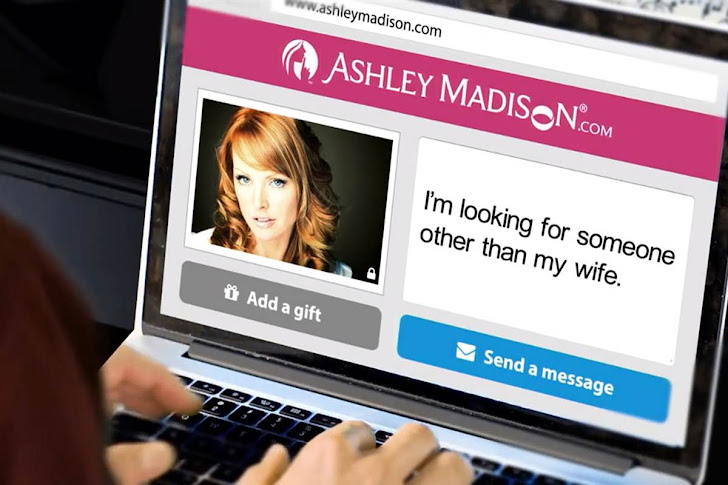 www.ashleymadison.com
ASHLEY MADISON®.COM
I'm looking for someone
other than my wife.
Add a gift
Send a message